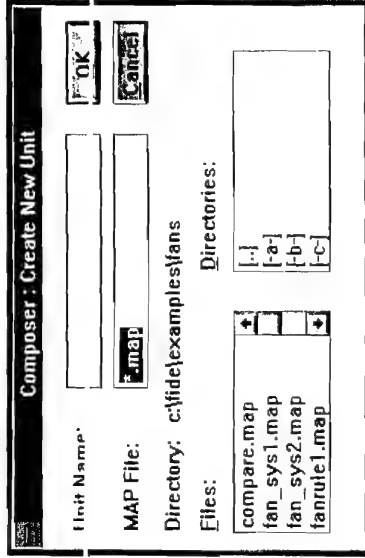 Composer : Create New Unit
Unit Name:
OK
MAP File:
*.map
Cancel
Directory: c:\fide\examples\fans
Files:
Directories:
compare.map
fan_sys1.map
fan_sys2.map
fanrule1.map
[..]
[-a-]
[-b-]
[-c-]